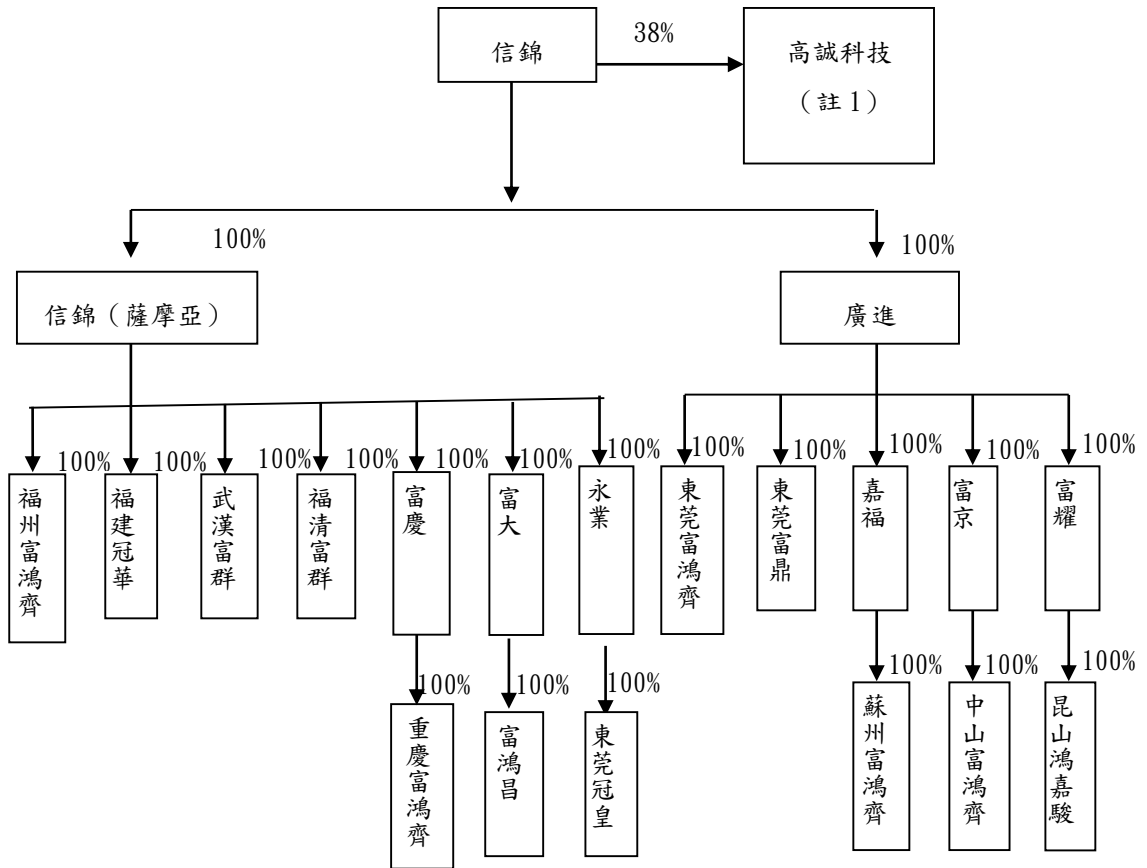 信錦
38%
高誠科技
（註1）
100%
100%
信錦（薩摩亞）
廣進
100%
100%
100%
100%
100%
100%
100%
100%
100%
100%
100%
100%
福州富鴻齊
福建冠華
武漢富群
福清富群
富慶
富大
永業
東莞富鴻齊
東莞富鼎
嘉福
富京
富耀
100%
100%
100%
100%
100%
100%
重慶富鴻齊
富鴻昌
東莞冠皇
蘇州富鴻齊
中山富鴻齊
昆山鴻嘉駿